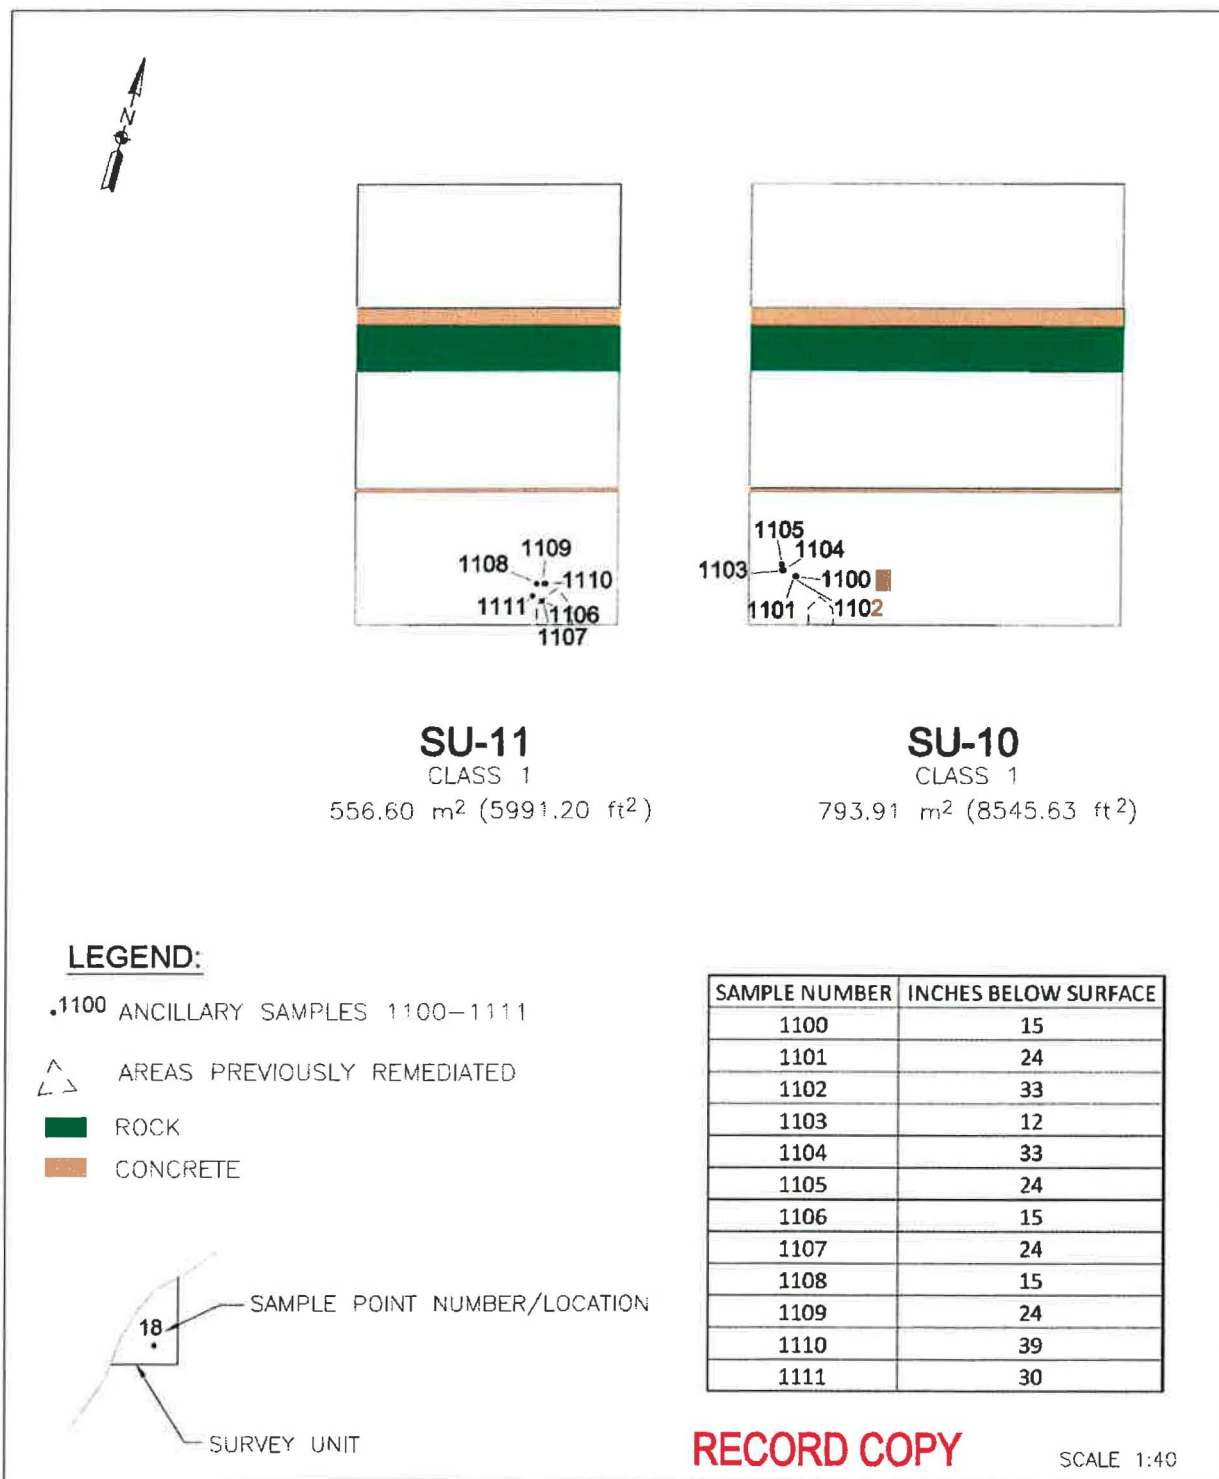 N
1105
1104
1103
1100
1101
1102
1109
1108
1110
1111
1106
1107
SU-11
CLASS 1
556.60 m² (5991.20 ft²)
SU-10
CLASS 1
793.91 m² (8545.63 ft²)
LEGEND:
.1100 ANCILLARY SAMPLES 1100-1111
AREAS PREVIOUSLY REMEDIATED
ROCK
CONCRETE
18
SAMPLE POINT NUMBER/LOCATION
SURVEY UNIT
SAMPLE NUMBER INCHES BELOW SURFACE
1100 15
1101 24
1102 33
1103 12
1104 33
1105 24
1106 15
1107 24
1108 15
1109 24
1110 39
1111 30
RECORD COPY
SCALE 1:40